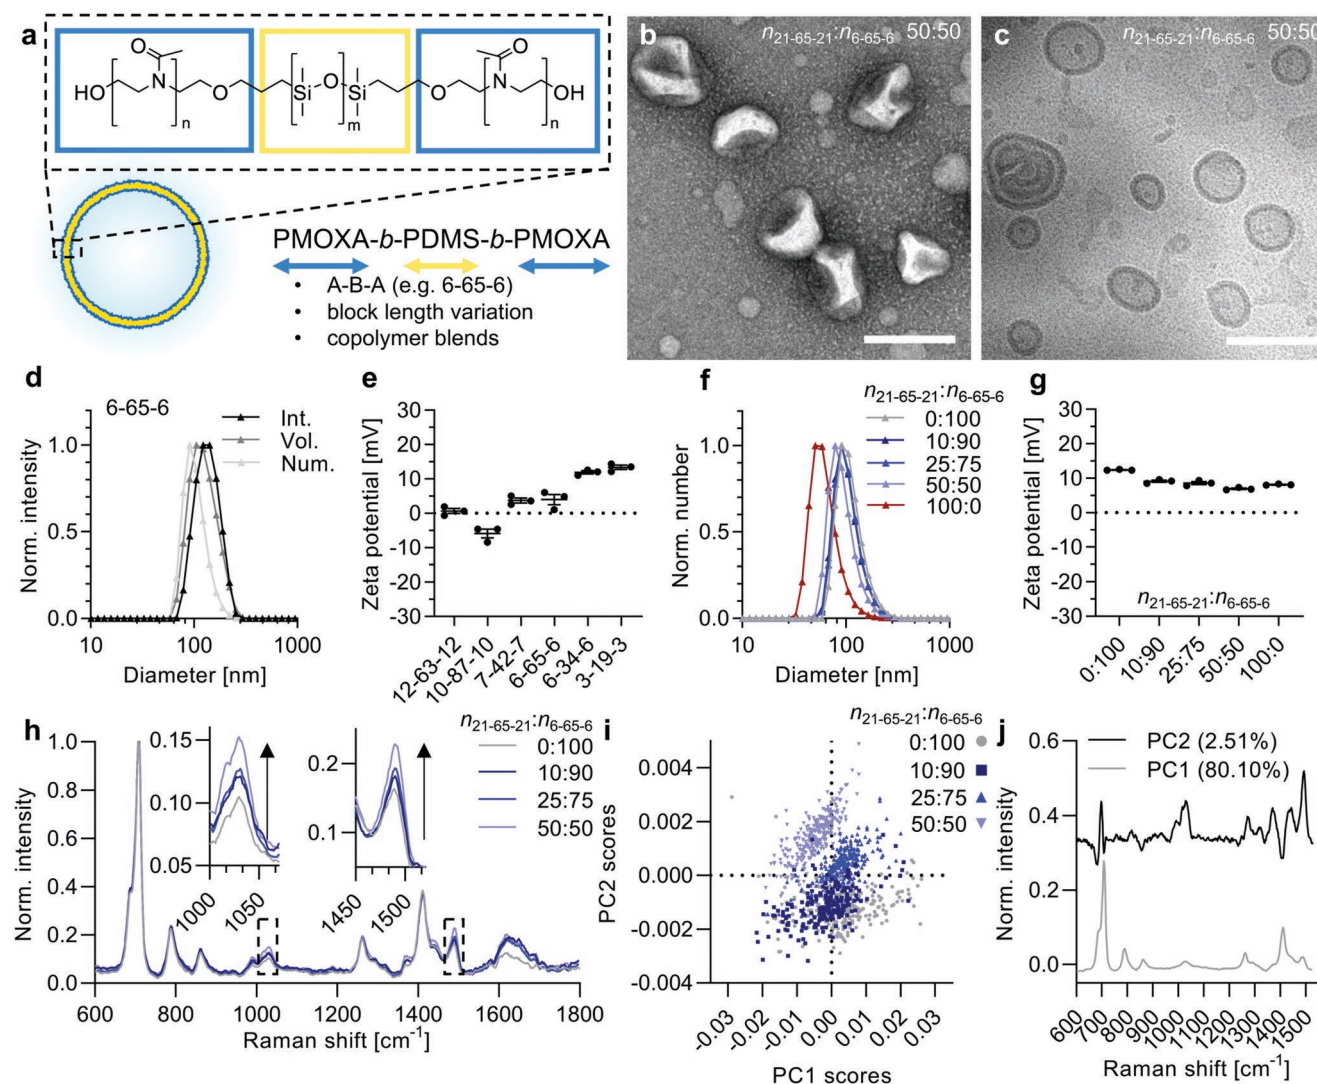 a
HO
O
N
n
O
Si
O
Si
m
O
O
N
n
OH
PMOXA-b-PDMS-b-PMOXA
• A-B-A (e.g. 6-65-6)
• block length variation
• copolymer blends
b
n21-65-21:n6-65-6 50:50
c
n21-65-21:n6-65-6 50:50
d
6-65-6
Int.
Vol.
Num.
Norm. intensity
1.0
0.5
0.0
10
100
1000
Diameter [nm]
e
Zeta potential [mV]
30
20
10
0
-10
-20
-30
12-63-12
10-87-10
7-42-7
6-65-6
6-34-6
3-19-3
f
n21-65-21:n6-65-6
0:100
10:90
25:75
50:50
100:0
Norm. number
1.0
0.5
0.0
10
100
1000
Diameter [nm]
g
Zeta potential [mV]
30
20
10
0
-10
-20
-30
n21-65-21:n6-65-6
0:100
10:90
25:75
50:50
100:0
h
n21-65-21:n6-65-6
0:100
10:90
25:75
50:50
Norm. intensity
1.0
0.8
0.6
0.4
0.2
0.0
0.15
0.10
0.05
1000
1050
0.2
0.1
1450
1500
600
800
1000
1200
1400
1600
1800
Raman shift [cm-1]
i
n21-65-21:n6-65-6
0:100
10:90
25:75
50:50
PC2 scores
0.004
0.002
0.000
-0.002
-0.004
-0.03
-0.02
-0.01
0.00
0.01
0.02
0.03
PC1 scores
j
PC2 (2.51%)
PC1 (80.10%)
Norm. intensity
0.6
0.4
0.2
0.0
600
700
800
900
1000
1100
1200
1300
1400
1500
Raman shift [cm-1]